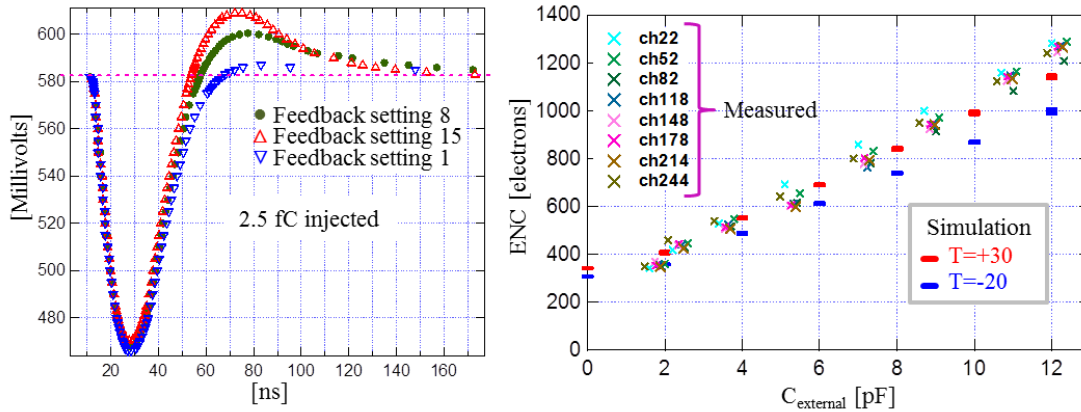 [Millivolts]
600
580
560
540
520
500
480
20 40 60 80 100 120 140 160
[ns]
Feedback setting 8
Feedback setting 15
Feedback setting 1
2.5 fC injected
ENC [electrons]
1400
1200
1000
800
600
400
200
0
0 2 4 6 8 10 12
C_external [pF]
ch22
ch52
ch82
ch118
ch148
ch178
ch214
ch244
Measured
Simulation
T=+30
T=-20